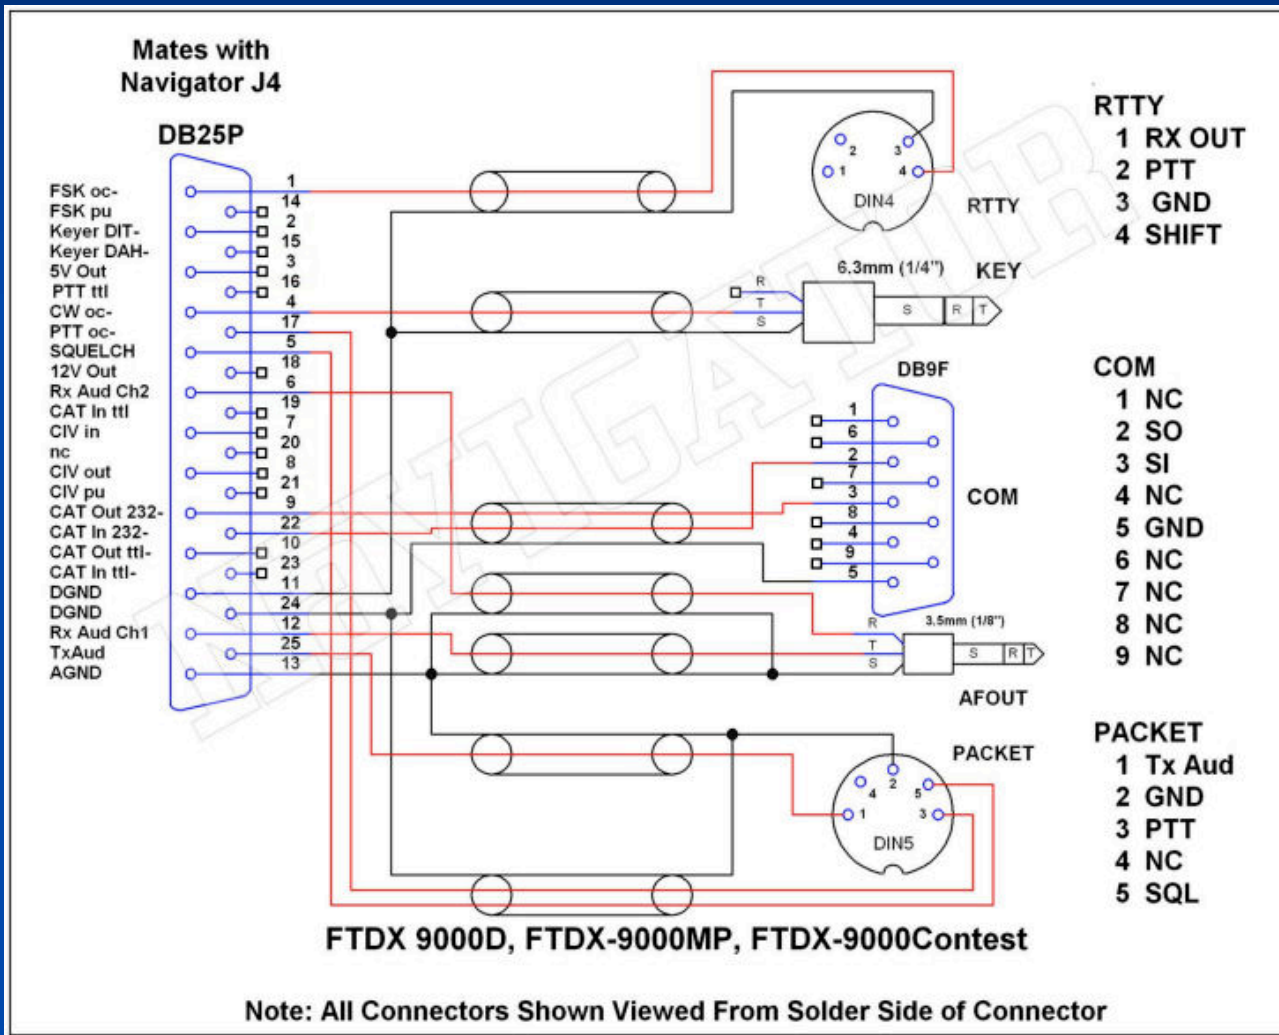 Mates with
Navigator J4
DB25P
FSK oc- 1
FSK pu 14
Keyer DIT- 2
Keyer DAH- 15
5V Out 3
PTT ttl 16
CW oc- 4
PTT oc- 17
SQUELCH 5
12V Out 18
Rx Aud Ch2 6
CAT In ttl 19
CIV in 7
nc 20
CIV out 8
CIV pu 21
CAT Out 232- 9
CAT In 232- 22
CAT Out ttl- 10
CAT In ttl- 23
DGND 11
DGND 24
Rx Aud Ch1 12
TxAud 25
AGND 13
2 3
1 4
DIN4
RTTY
6.3mm (1/4") KEY
R
T
S
S R T
DB9F
1
6
2
7
3
8
4
9
5
COM
3.5mm (1/8")
R
T
S
S R T
AFOUT
PACKET
4 2 5
1 3
DIN5
RTTY
1 RX OUT
2 PTT
3 GND
4 SHIFT
COM
1 NC
2 SO
3 SI
4 NC
5 GND
6 NC
7 NC
8 NC
9 NC
PACKET
1 Tx Aud
2 GND
3 PTT
4 NC
5 SQL
NAVIGATOR
FTDX 9000D, FTDX-9000MP, FTDX-9000Contest
Note: All Connectors Shown Viewed From Solder Side of Connector